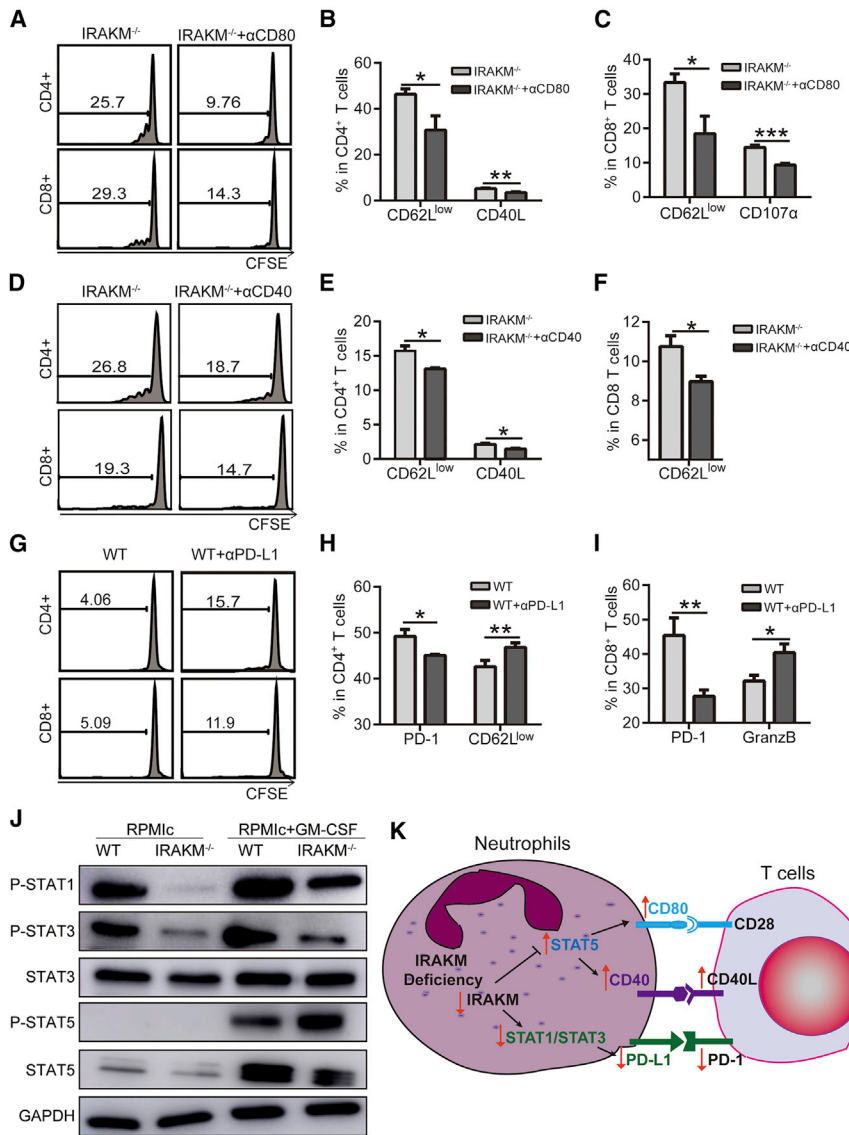 A
IRAKM-/-
IRAKM-/-+αCD80
CD4+
25.7
9.76
CD8+
29.3
14.3
CFSE
B
IRAKM-/-
IRAKM-/-+αCD80
% in CD4+ T cells
60
40
20
0
*
**
CD62Llow
CD40L
C
IRAKM-/-
IRAKM-/-+αCD80
% in CD8+ T cells
50
40
30
20
10
0
*
***
CD62Llow
CD107α
D
IRAKM-/-
IRAKM-/-+αCD40
CD4+
26.8
18.7
CD8+
19.3
14.7
CFSE
E
IRAKM-/-
IRAKM-/-+αCD40
% in CD4+ T cells
20
15
10
5
0
*
*
CD62Llow
CD40L
F
IRAKM-/-
IRAKM-/-+αCD40
% in CD8 T cells
12
10
8
6
*
CD62Llow
G
WT
WT+αPD-L1
CD4+
4.06
15.7
CD8+
5.09
11.9
CFSE
H
WT
WT+αPD-L1
% in CD4+ T cells
60
50
40
30
*
**
PD-1
CD62Llow
I
WT
WT+αPD-L1
% in CD8+ T cells
60
50
40
30
20
**
*
PD-1
GranzB
J
RPMIc
RPMIc+GM-CSF
WT
IRAKM-/-
WT
IRAKM-/-
P-STAT1
P-STAT3
STAT3
P-STAT5
STAT5
GAPDH
K
Neutrophils
T cells
CD80
CD28
STAT5
IRAKM
Deficiency
CD40
CD40L
IRAKM
STAT1/STAT3
PD-L1
PD-1